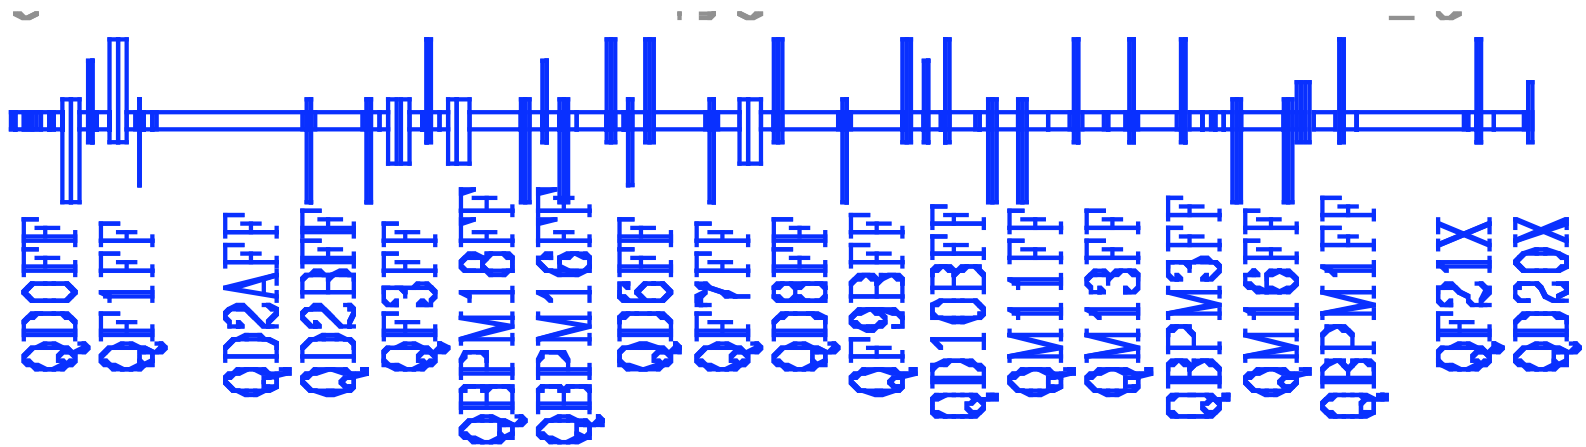 QD0FF
QF1FF
QD2AFF
QD2BFF
QF3FF
QBPM18FF
QBPM16FF
QD6FF
QF7FF
QD8FF
QF9BFF
QD10BFF
QM11FF
QM13FF
QBPM3FF
QM16FF
QBPM1FF
QF21X
QD20X